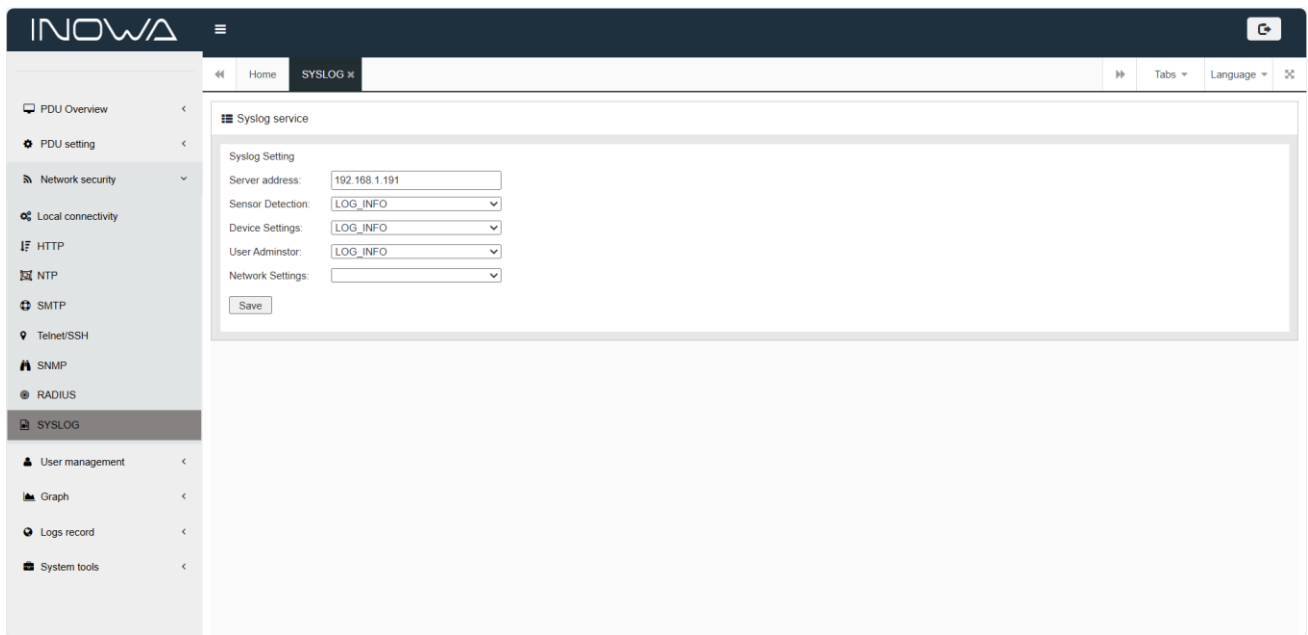 INOWA
Home
SYSLOG
Tabs
Language
PDU Overview
PDU setting
Network security
Local connectivity
HTTP
NTP
SMTP
Telnet/SSH
SNMP
RADIUS
SYSLOG
User management
Graph
Logs record
System tools
Syslog service
Syslog Setting
Server address: 192.168.1.191
Sensor Detection: LOG_INFO
Device Settings: LOG_INFO
User Adminstor: LOG_INFO
Network Settings:
Save